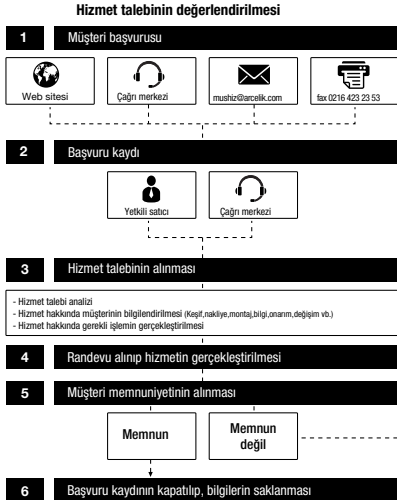 Hizmet talebinin değerlendirilmesi
1 Müşteri başvurusu
Web sitesi
Çağrı merkezi
mushiz@arcelik.com
fax 0216 423 23 53
2 Başvuru kaydı
Yetkili satıcı
Çağrı merkezi
3 Hizmet talebinin alınması
- Hizmet talebi analizi
- Hizmet hakkında müşterinin bilgilendirilmesi (Keşif,nakliye,montaj,bilgi,onarım,değişim vb.)
- Hizmet hakkında gerekli işlemin gerçekleştirilmesi
4 Randevu alınıp hizmetin gerçekleştirilmesi
5 Müşteri memnuniyetinin alınması
Memnun
Memnun
değil
6 Başvuru kaydının kapatılıp, bilgilerin saklanması